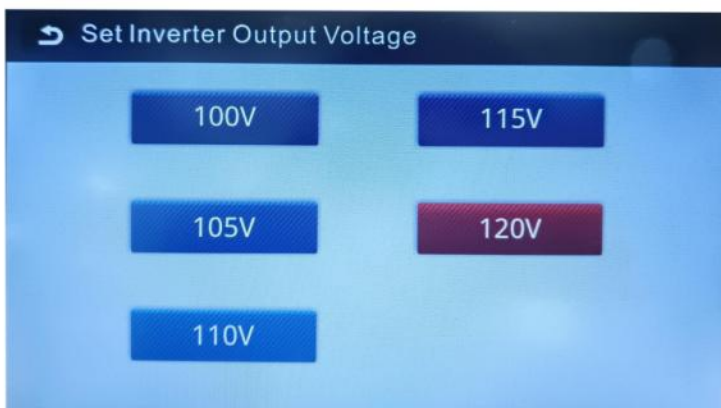 Set Inverter Output Voltage
100V
115V
105V
120V
110V